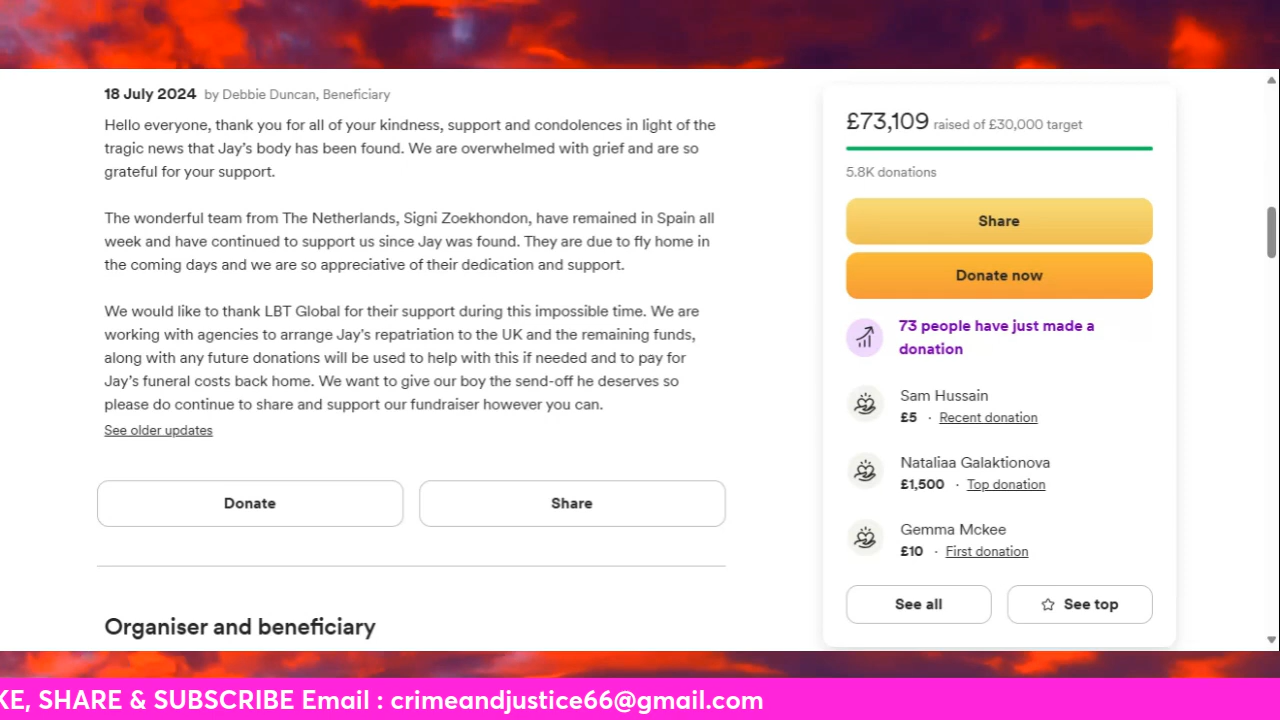 18 July 2024 by Debbie Duncan, Beneficiary
Hello everyone, thank you for all of your kindness, support and condolences in light of the
tragic news that Jay's body has been found. We are overwhelmed with grief and are so
grateful for your support.
The wonderful team from The Netherlands, Signi Zoekhondon, have remained in Spain all
week and have continued to support us since Jay was found. They are due to fly home in
the coming days and we are so appreciative of their dedication and support.
We would like to thank LBT Global for their support during this impossible time. We are
working with agencies to arrange Jay's repatriation to the UK and the remaining funds,
along with any future donations will be used to help with this if needed and to pay for
Jay's funeral costs back home. We want to give our boy the send-off he deserves so
please do continue to share and support our fundraiser however you can.
See older updates
Donate
Share
Organiser and beneficiary
£73,109 raised of £30,000 target
5.8K donations
Share
Donate now
73 people have just made a
donation
Sam Hussain
£5 · Recent donation
Nataliaa Galaktionova
£1,500 · Top donation
Gemma Mckee
£10 · First donation
See all
See top
KE, SHARE & SUBSCRIBE Email : crimeandjustice66@gmail.com